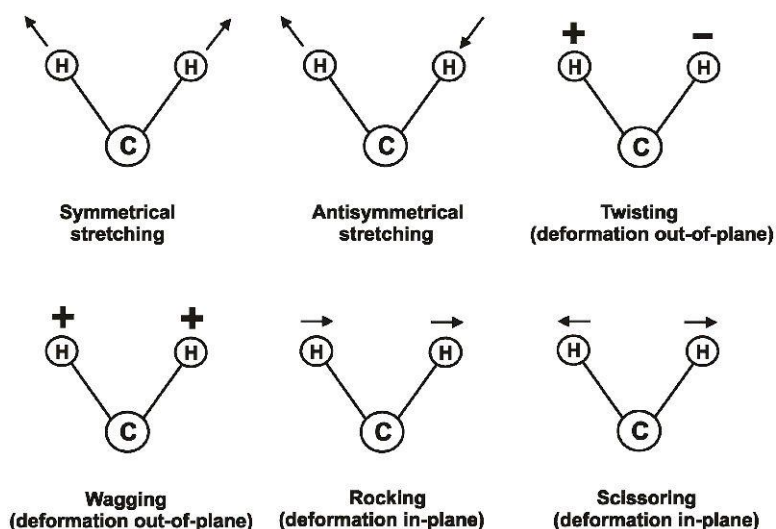 H H H H + −
H H
C C C
Symmetrical
stretching
Antisymmetrical
stretching
Twisting
(deformation out-of-plane)
+ +
H H H H H H
C C C
Wagging
(deformation out-of-plane)
Rocking
(deformation in-plane)
Scissoring
(deformation in-plane)